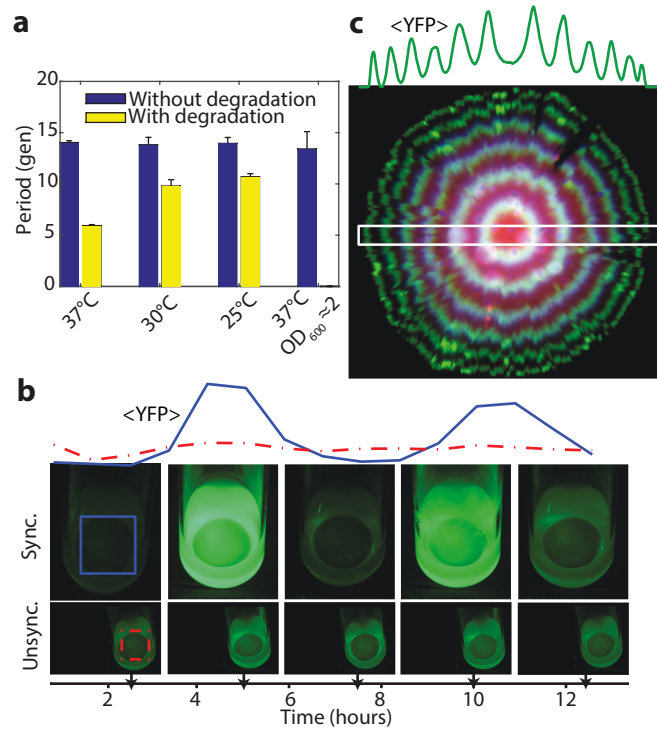 a
20
15
10
5
0
Period (gen)
Without degradation
With degradation
37°C
30°C
25°C
37°C
OD600 ≈2
c
<YFP>
b
<YFP>
Sync.
Unsync.
2
4
6
8
10
12
Time (hours)